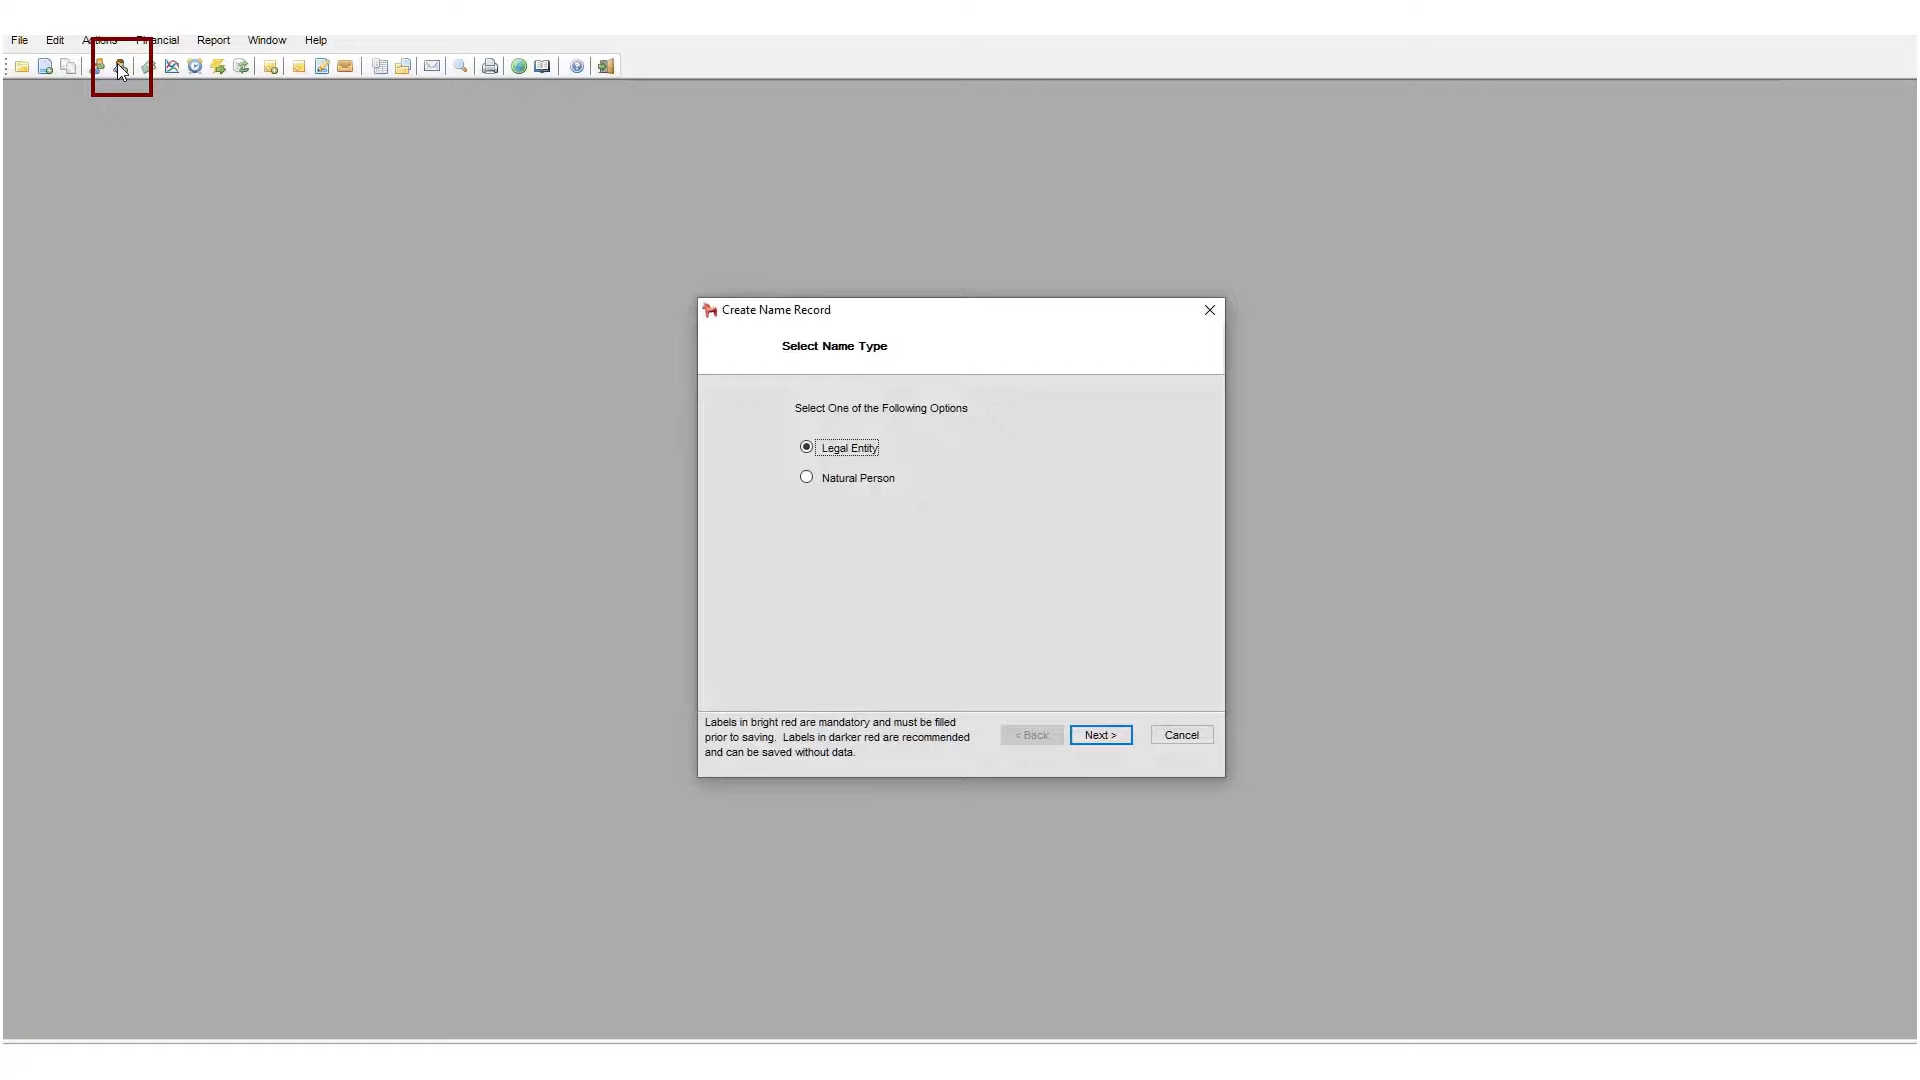 File Edit Actions Financial Report Window Help
Create Name Record
Select Name Type
Select One of the Following Options
Legal Entity
Natural Person
Labels in bright red are mandatory and must be filled
prior to saving. Labels in darker red are recommended
and can be saved without data.
< Back Next > Cancel